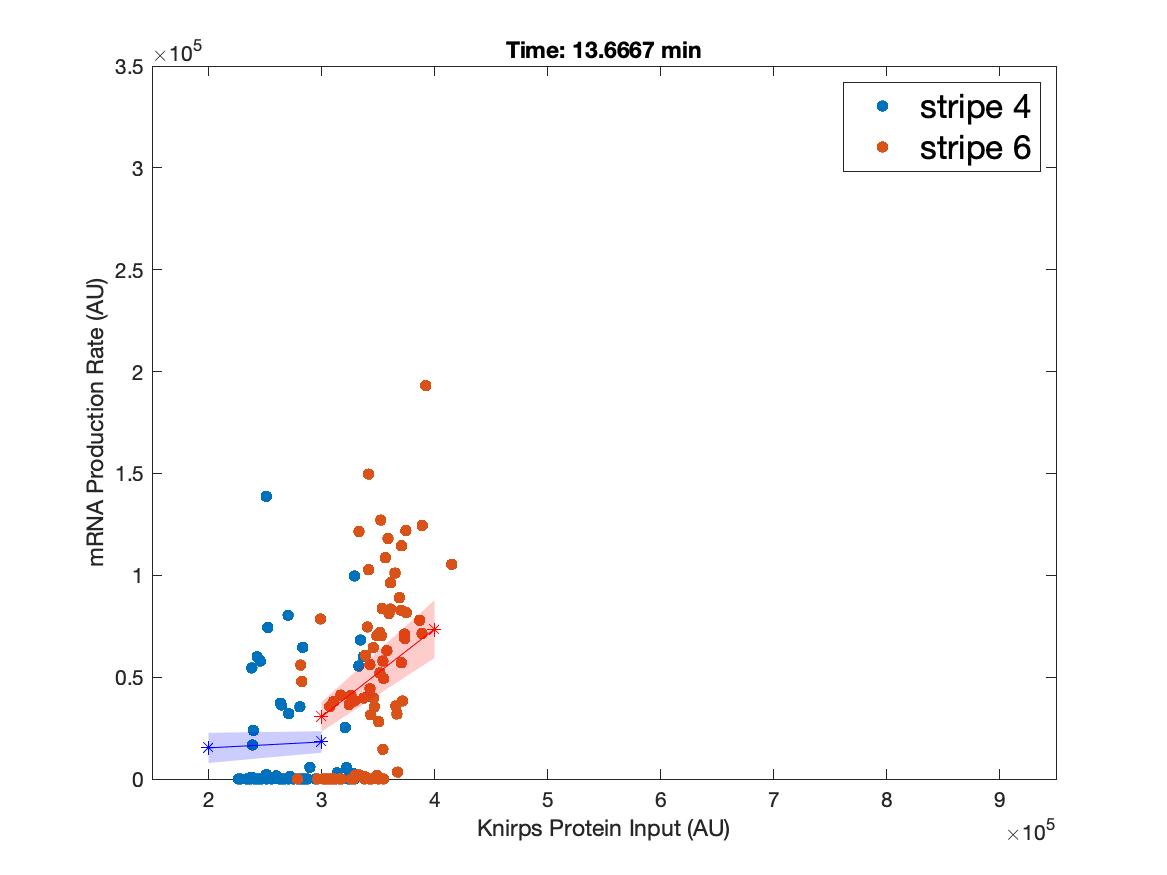 Time: 13.6667 min
×10^5
3.5
3
2.5
2
1.5
1
0.5
0
mRNA Production Rate (AU)
stripe 4
stripe 6
2 3 4 5 6 7 8 9
Knirps Protein Input (AU)
×10^5